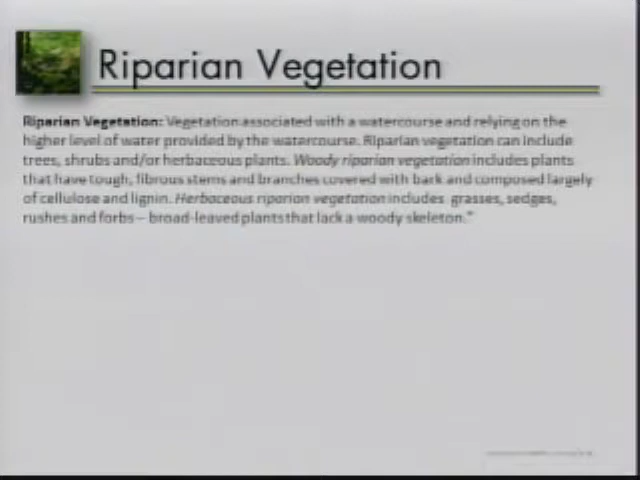 Riparian Vegetation
Riparian Vegetation: Vegetation associated with a watercourse and relying on the
higher level of water provided by the watercourse. Riparian vegetation can include
trees, shrubs and/or herbaceous plants. Woody riparian vegetation includes plants
that have tough, fibrous stems and branches covered with bark and composed largely
of cellulose and lignin. Herbaceous riparian vegetation includes grasses, sedges,
rushes and forbs – broad-leaved plants that lack a woody skeleton."